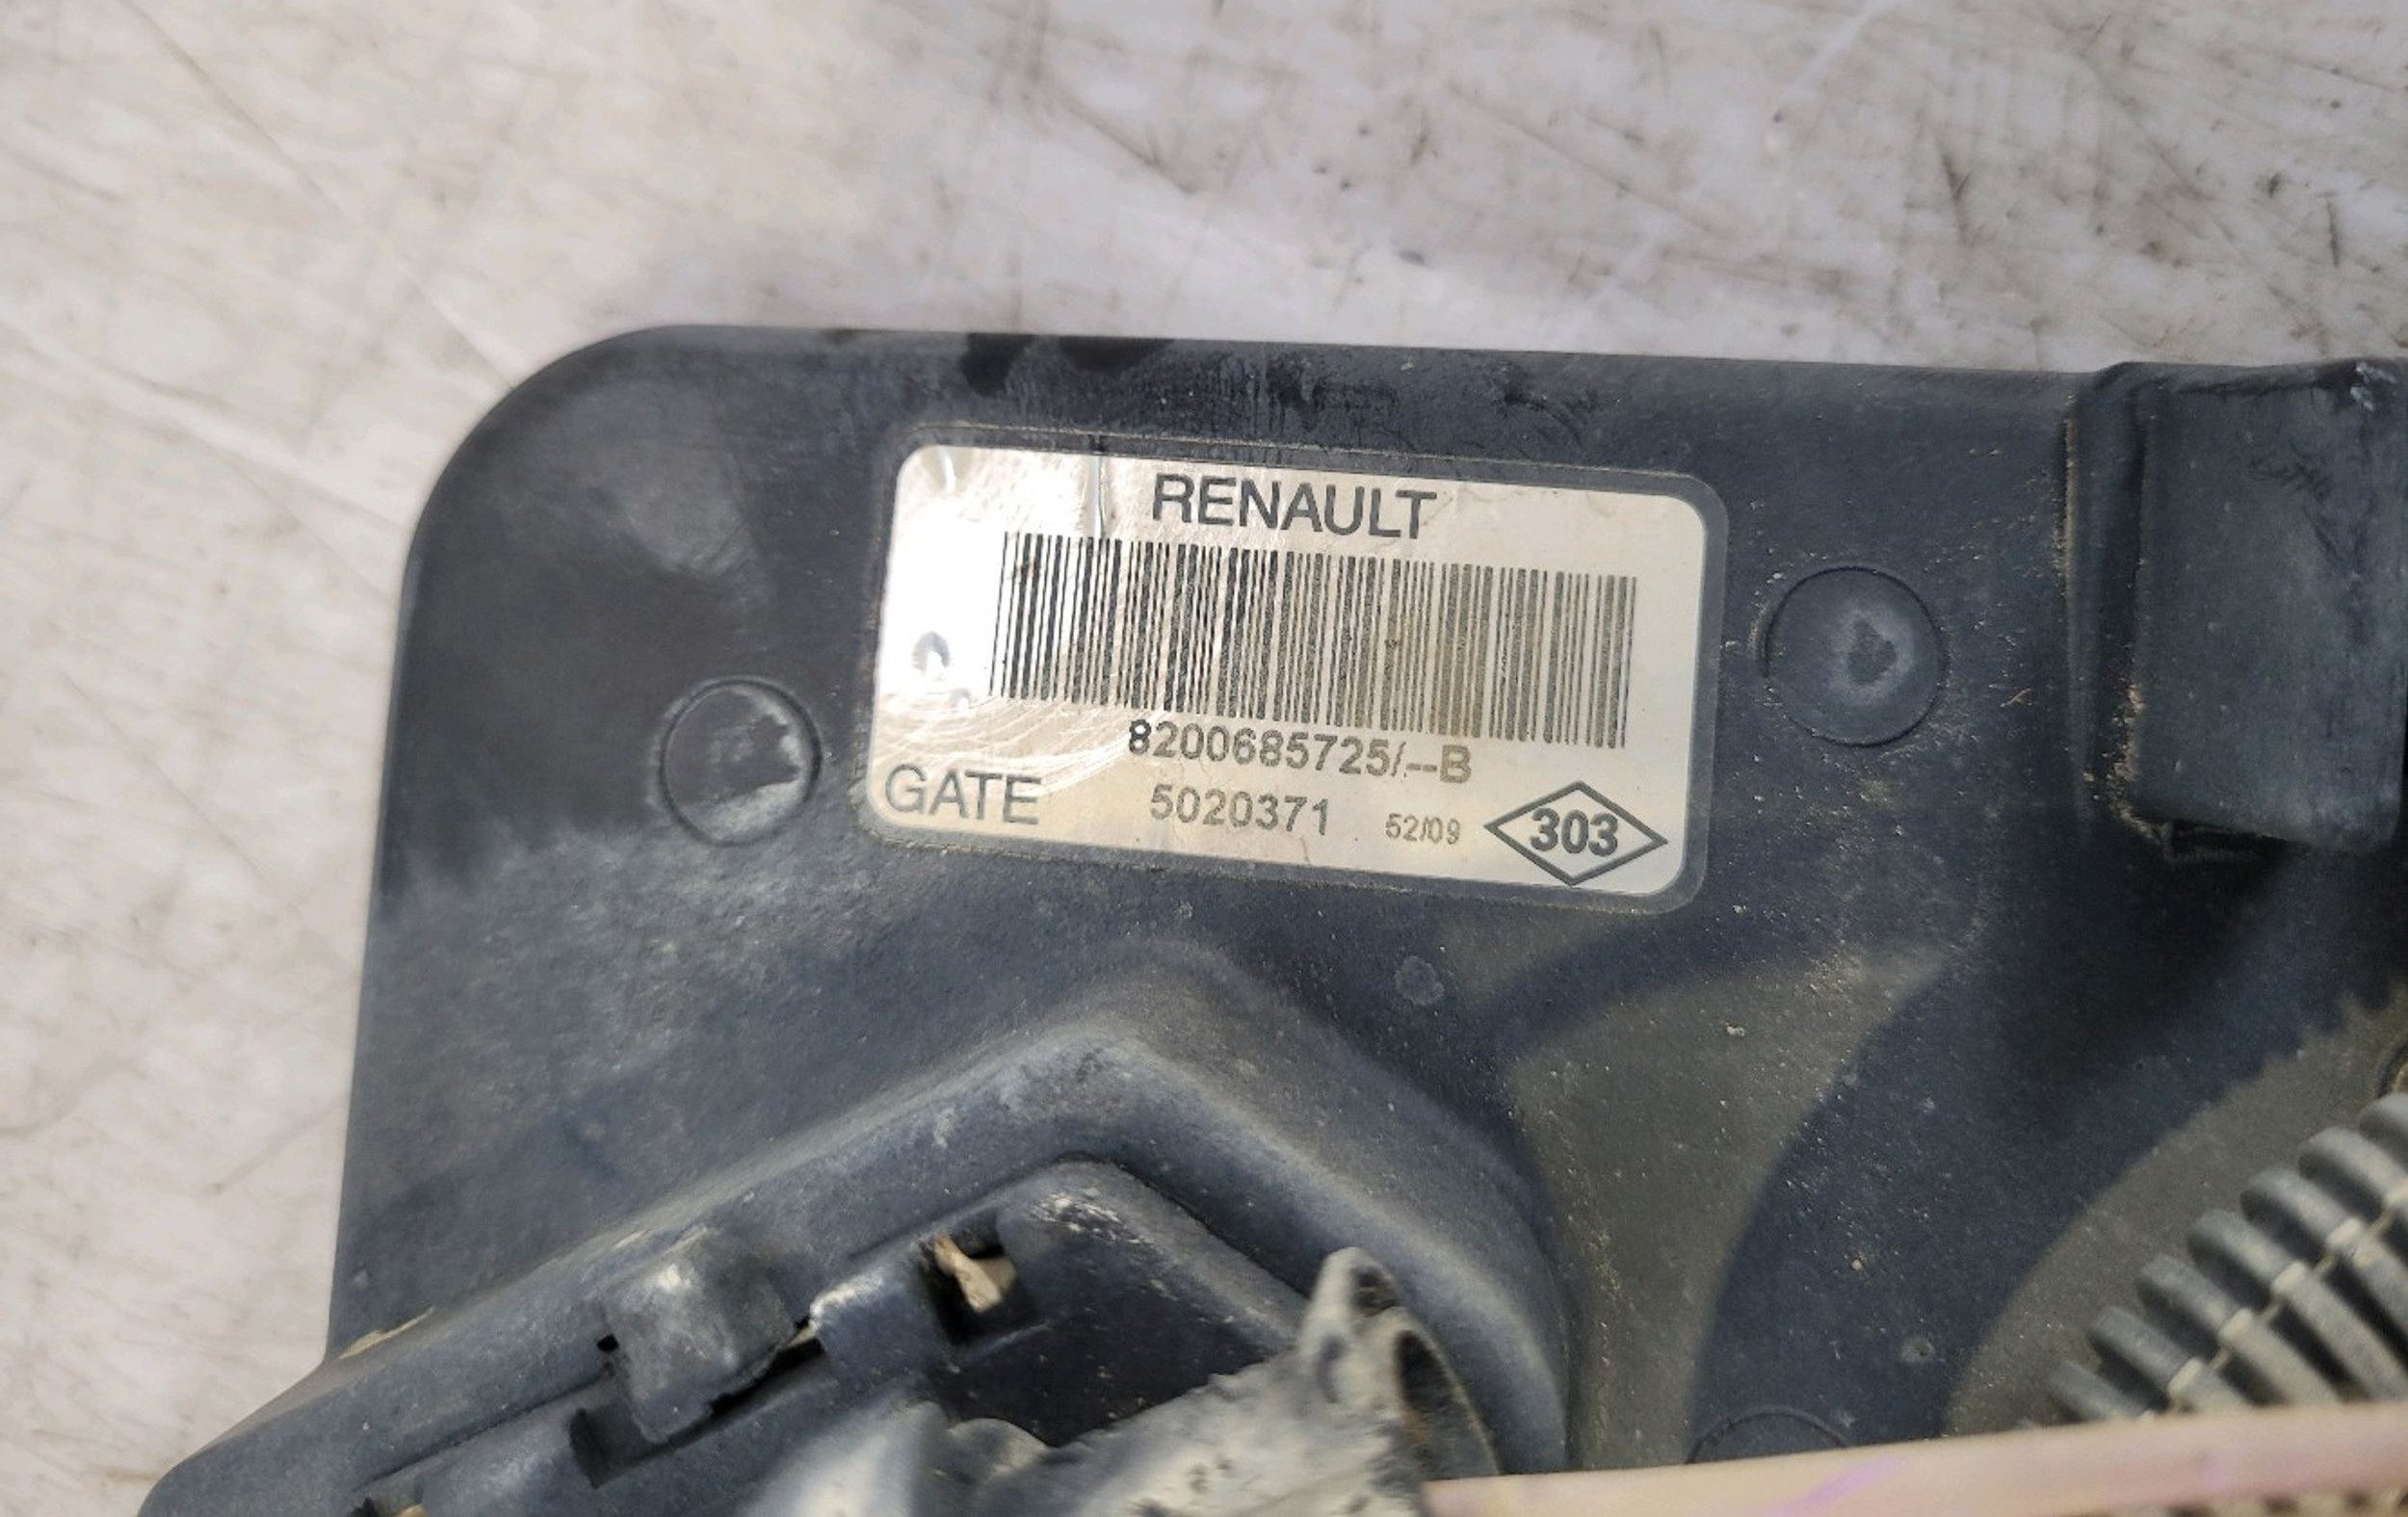 RENAULT
8200685725/--B
GATE 5020371 52/09 303